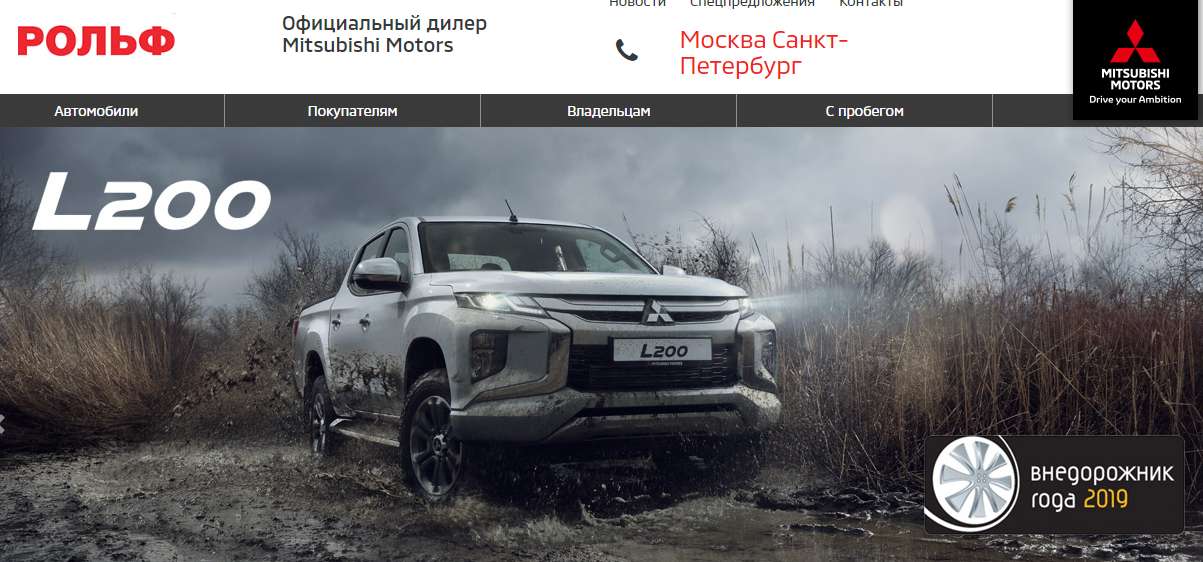 Новости Спецпредложения Контакты
РОЛЬФ
Официальный дилер
Mitsubishi Motors
Москва Санкт-
Петербург
MITSUBISHI
MOTORS
Drive your Ambition
Автомобили Покупателям Владельцам С пробегом
L200
L200
внедорожник
года 2019